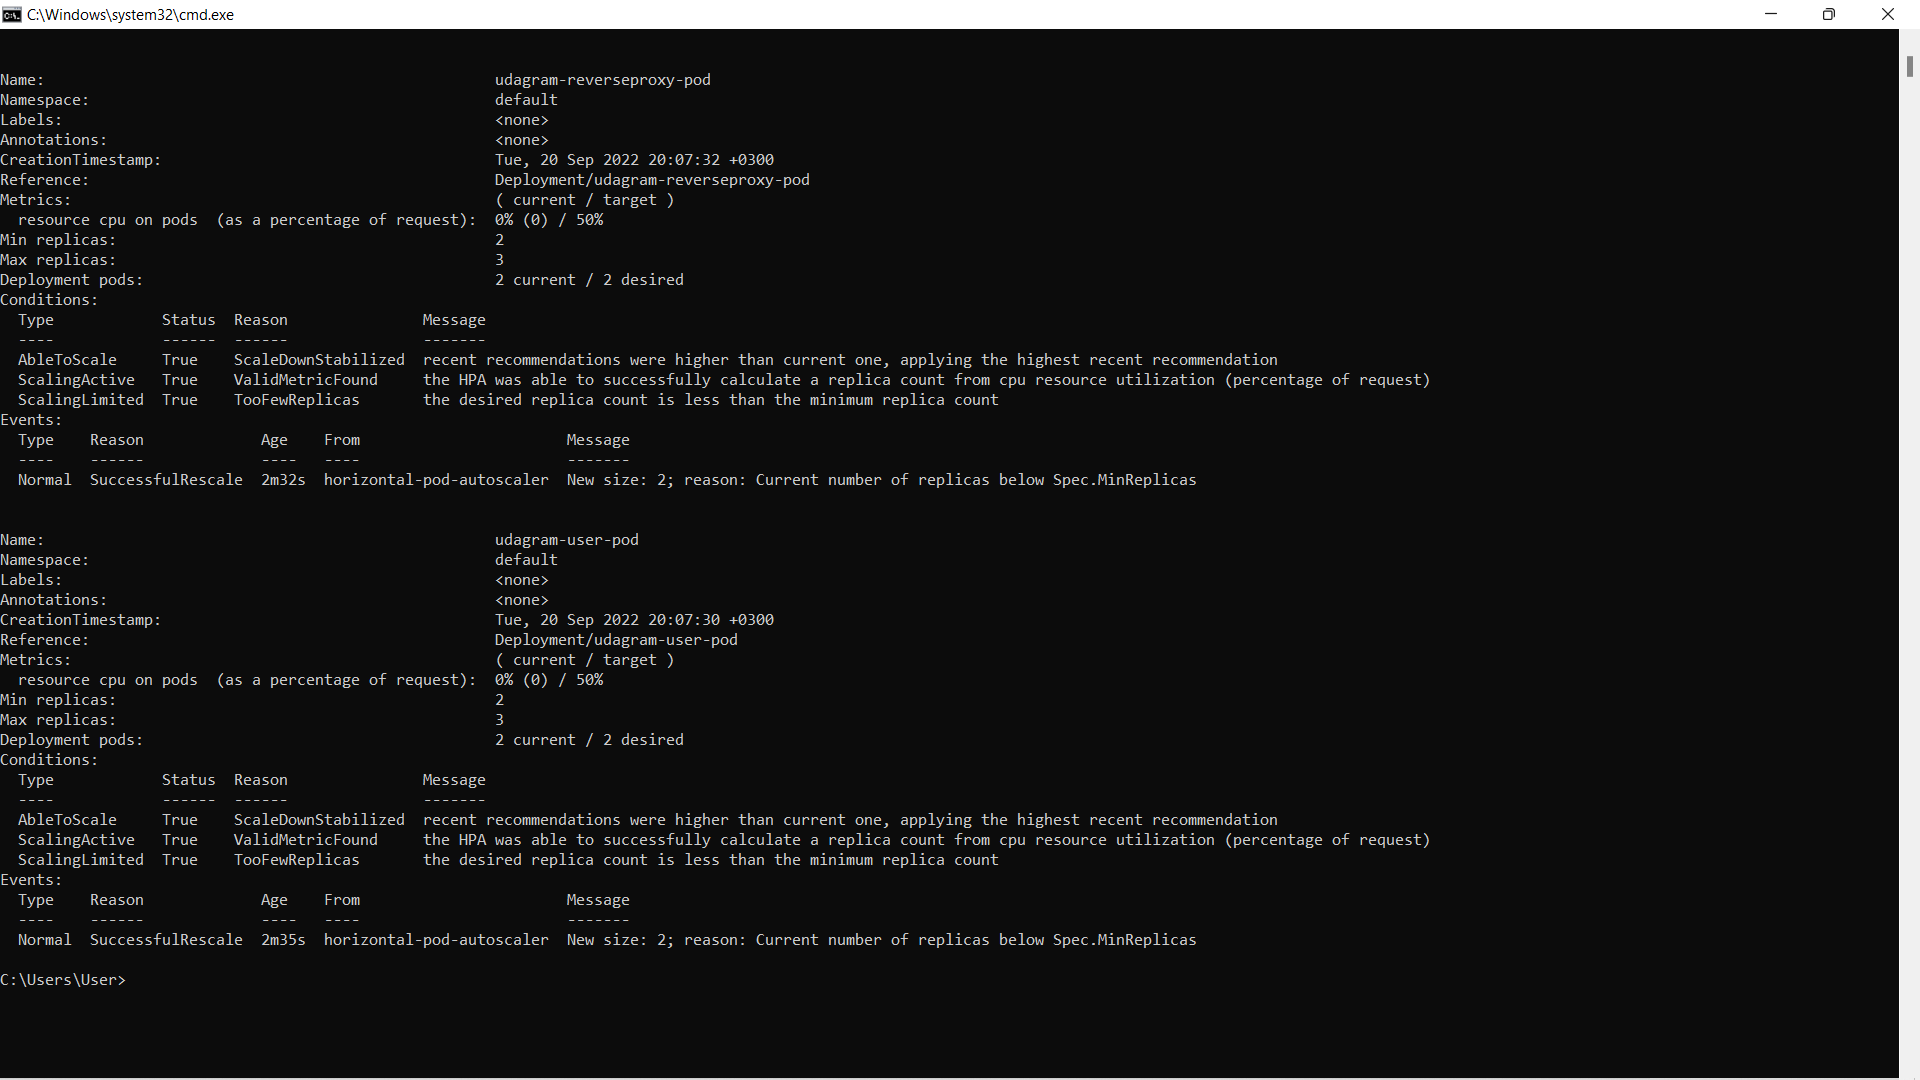 C:\Windows\system32\cmd.exe
Name:                                                  udagram-reverseproxy-pod
Namespace:                                             default
Labels:                                                <none>
Annotations:                                           <none>
CreationTimestamp:                                     Tue, 20 Sep 2022 20:07:32 +0300
Reference:                                             Deployment/udagram-reverseproxy-pod
Metrics:                                               ( current / target )
  resource cpu on pods  (as a percentage of request):  0% (0) / 50%
Min replicas:                                          2
Max replicas:                                          3
Deployment pods:                                       2 current / 2 desired
Conditions:
  Type            Status  Reason               Message
  ----            ------  ------               -------
  AbleToScale     True    ScaleDownStabilized  recent recommendations were higher than current one, applying the highest recent recommendation
  ScalingActive   True    ValidMetricFound     the HPA was able to successfully calculate a replica count from cpu resource utilization (percentage of request)
  ScalingLimited  True    TooFewReplicas       the desired replica count is less than the minimum replica count
Events:
  Type    Reason             Age    From                       Message
  ----    ------             ----   ----                       -------
  Normal  SuccessfulRescale  2m32s  horizontal-pod-autoscaler  New size: 2; reason: Current number of replicas below Spec.MinReplicas
Name:                                                  udagram-user-pod
Namespace:                                             default
Labels:                                                <none>
Annotations:                                           <none>
CreationTimestamp:                                     Tue, 20 Sep 2022 20:07:30 +0300
Reference:                                             Deployment/udagram-user-pod
Metrics:                                               ( current / target )
  resource cpu on pods  (as a percentage of request):  0% (0) / 50%
Min replicas:                                          2
Max replicas:                                          3
Deployment pods:                                       2 current / 2 desired
Conditions:
  Type            Status  Reason               Message
  ----            ------  ------               -------
  AbleToScale     True    ScaleDownStabilized  recent recommendations were higher than current one, applying the highest recent recommendation
  ScalingActive   True    ValidMetricFound     the HPA was able to successfully calculate a replica count from cpu resource utilization (percentage of request)
  ScalingLimited  True    TooFewReplicas       the desired replica count is less than the minimum replica count
Events:
  Type    Reason             Age    From                       Message
  ----    ------             ----   ----                       -------
  Normal  SuccessfulRescale  2m35s  horizontal-pod-autoscaler  New size: 2; reason: Current number of replicas below Spec.MinReplicas
C:\Users\User>